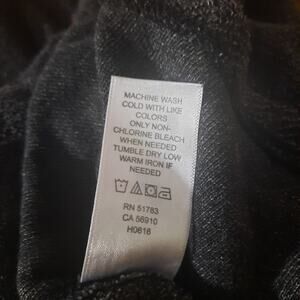 MACHINE WASH
COLD WITH LIKE
COLORS
ONLY NON-
CHLORINE BLEACH
WHEN NEEDED
TUMBLE DRY LOW
WARM IRON IF
NEEDED
RN 51783
CA 56910
H0616